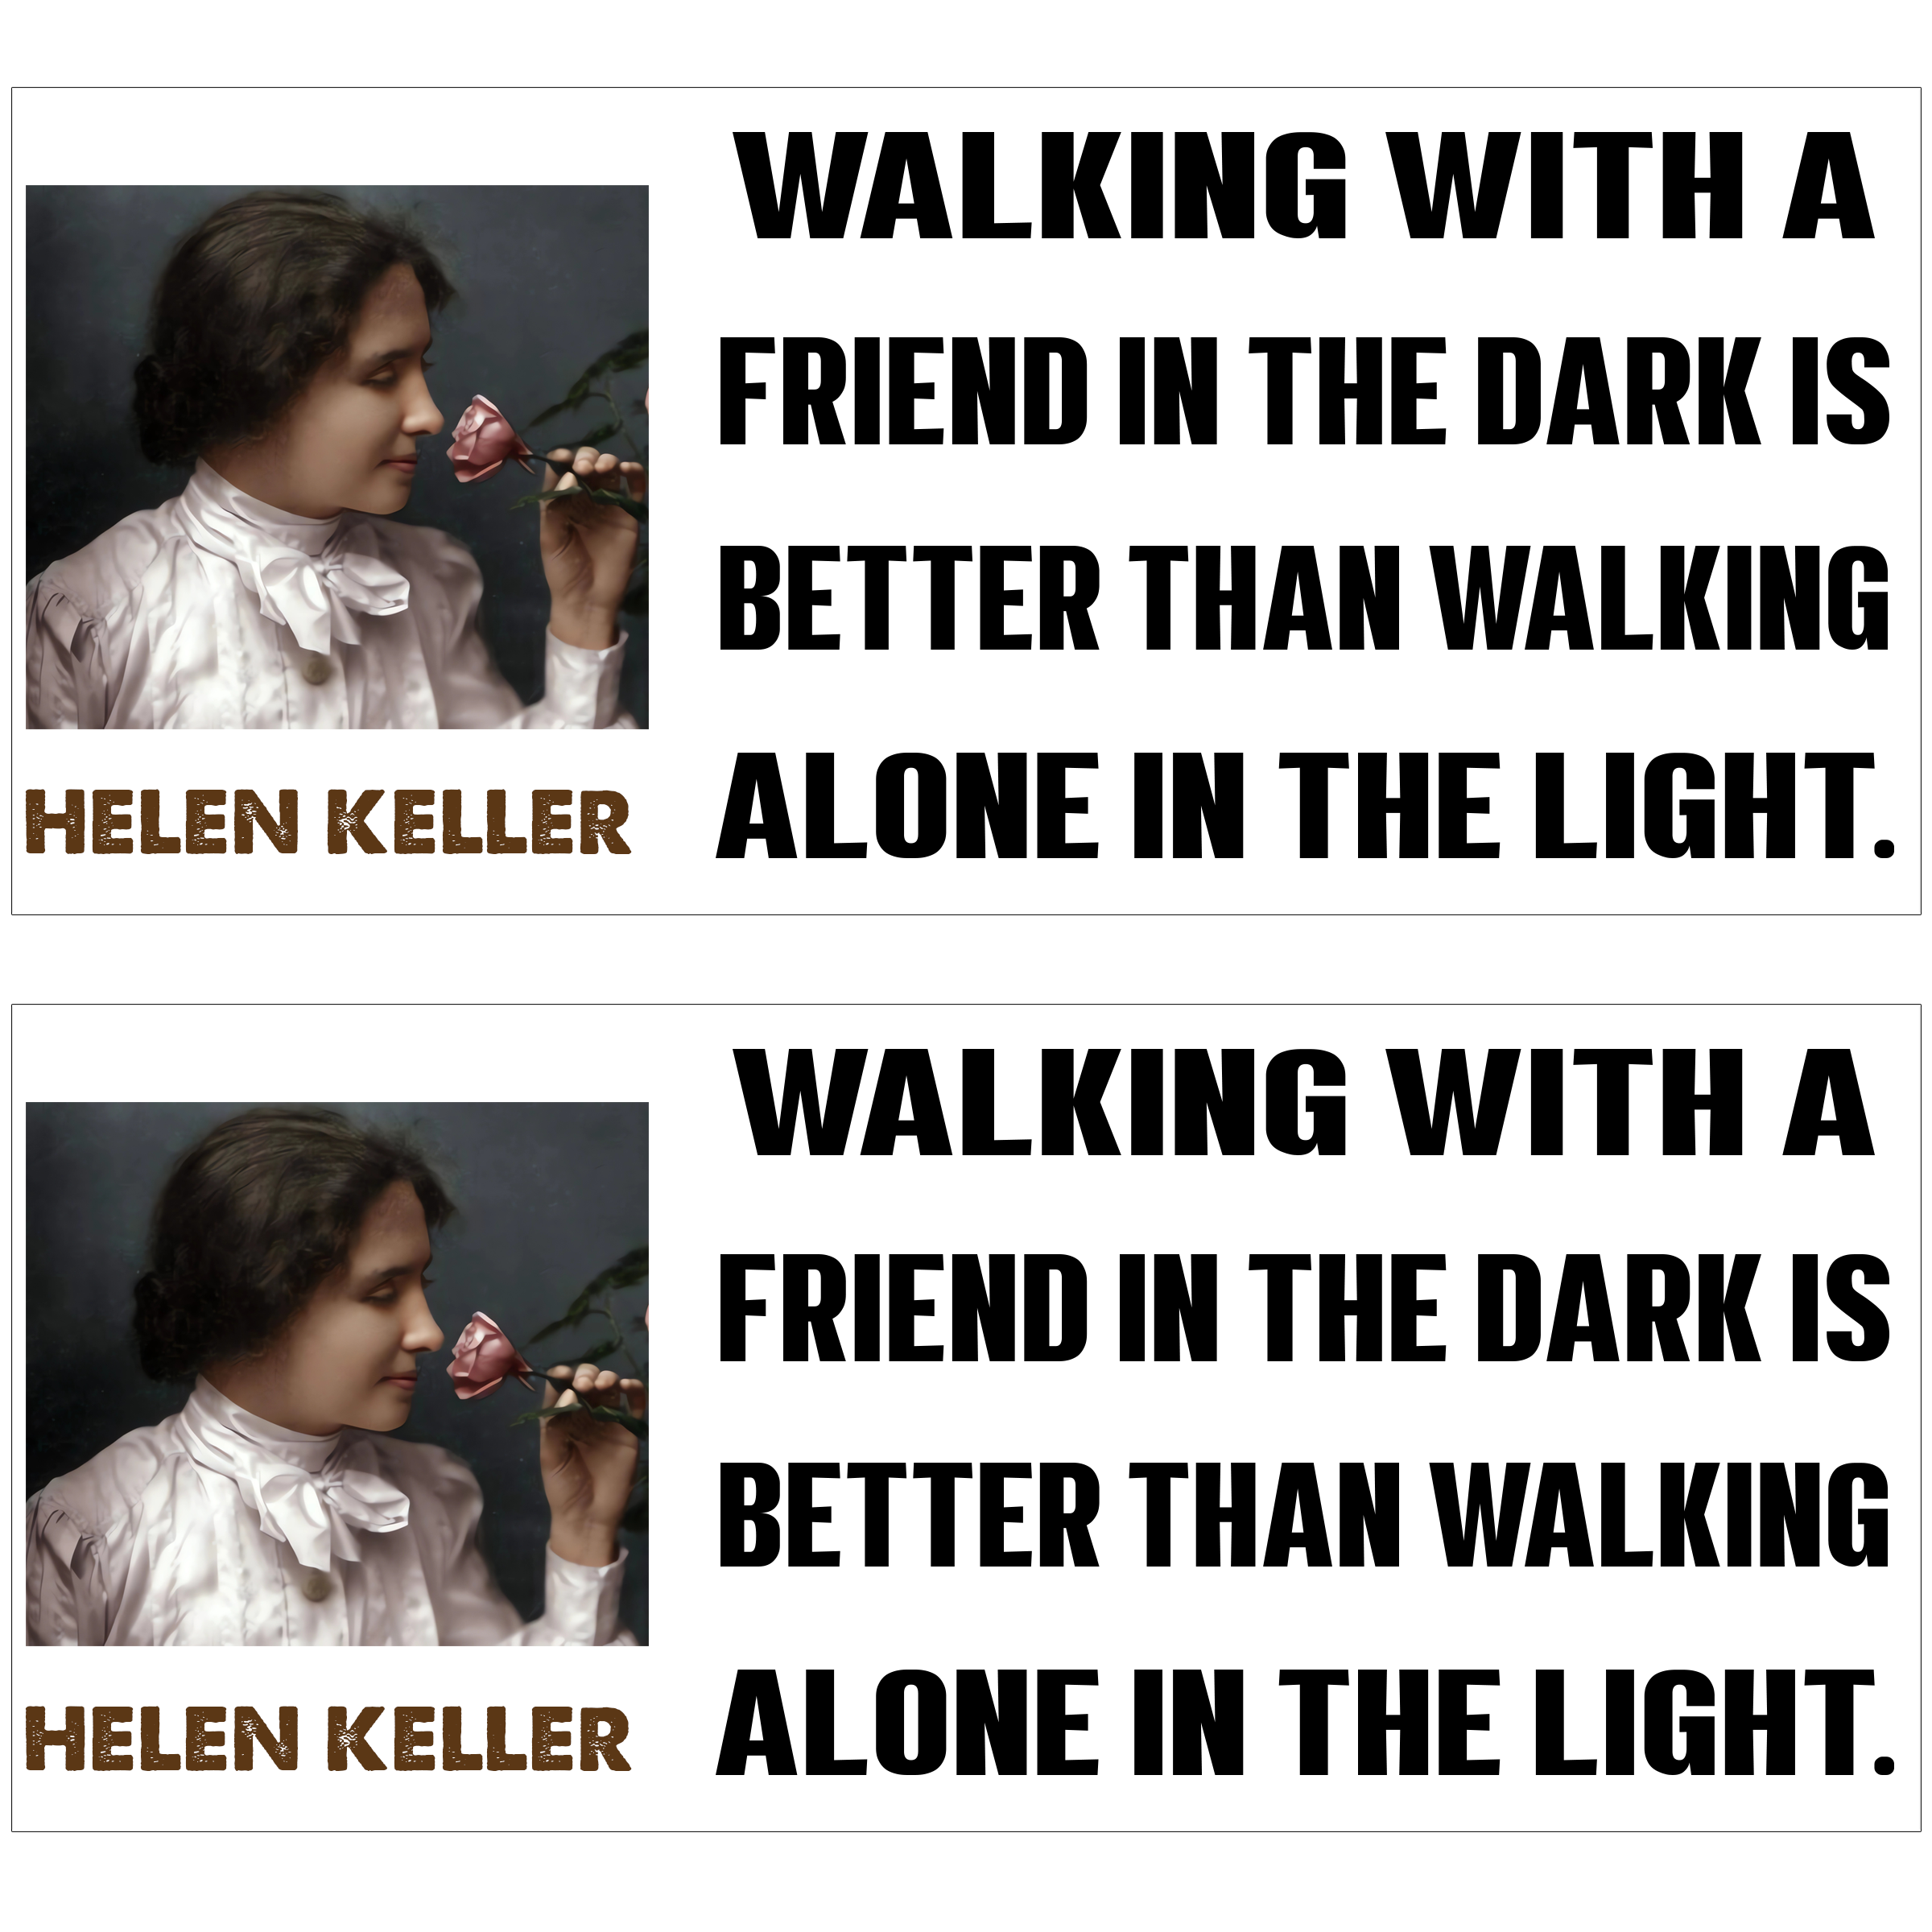 WALKING WITH A
FRIEND IN THE DARK IS
BETTER THAN WALKING
ALONE IN THE LIGHT.
HELEN KELLER
WALKING WITH A
FRIEND IN THE DARK IS
BETTER THAN WALKING
ALONE IN THE LIGHT.
HELEN KELLER